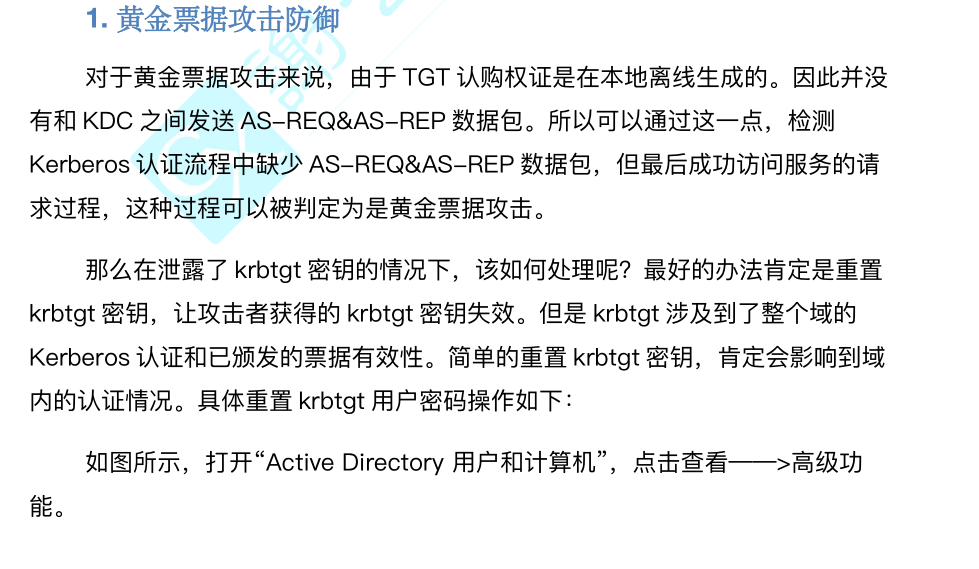 1. 黄金票据攻击防御
对于黄金票据攻击来说，由于 TGT 认购权证是在本地离线生成的。因此并没
有和 KDC 之间发送 AS-REQ&AS-REP 数据包。所以可以通过这一点，检测
Kerberos 认证流程中缺少 AS-REQ&AS-REP 数据包，但最后成功访问服务的请
求过程，这种过程可以被判定为是黄金票据攻击。
那么在泄露了 krbtgt 密钥的情况下，该如何处理呢？最好的办法肯定是重置
krbtgt 密钥，让攻击者获得的 krbtgt 密钥失效。但是 krbtgt 涉及到了整个域的
Kerberos 认证和已颁发的票据有效性。简单的重置 krbtgt 密钥，肯定会影响到域
内的认证情况。具体重置 krbtgt 用户密码操作如下：
如图所示，打开“Active Directory 用户和计算机”，点击查看——>高级功
能。